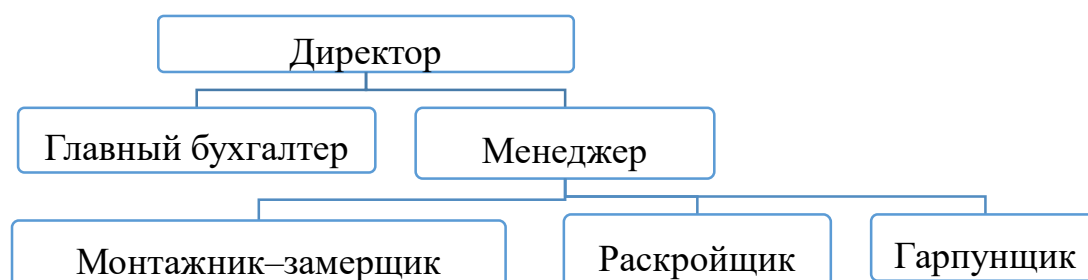 Директор
Главный бухгалтер
Менеджер
Монтажник–замерщик
Раскройщик
Гарпунщик